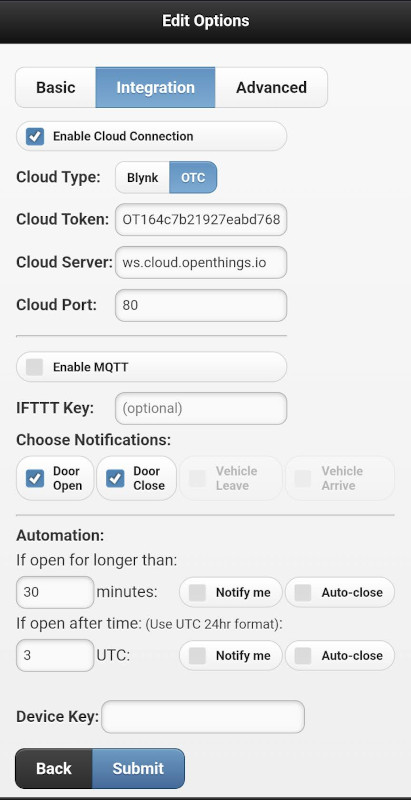 Edit Options
Basic Integration Advanced
Enable Cloud Connection
Cloud Type: Blynk OTC
Cloud Token: OT164c7b21927eabd768
Cloud Server: ws.cloud.openthings.io
Cloud Port: 80
Enable MQTT
IFTTT Key: (optional)
Choose Notifications:
Door Open Door Close Vehicle Leave Vehicle Arrive
Automation:
If open for longer than:
30 minutes: Notify me Auto-close
If open after time: (Use UTC 24hr format):
3 UTC: Notify me Auto-close
Device Key:
Back Submit